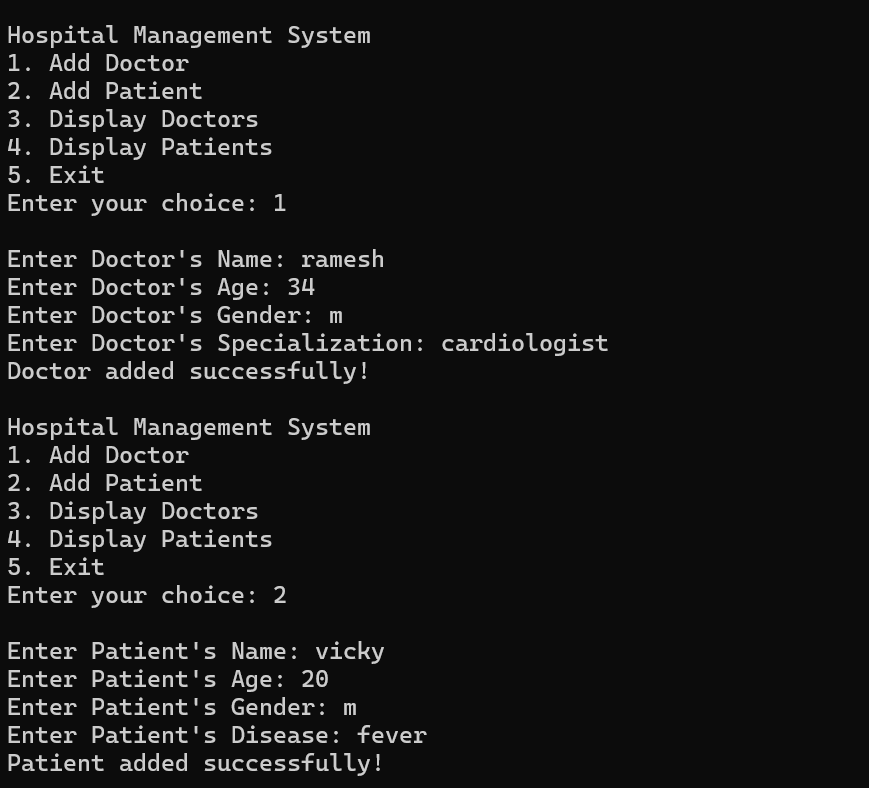 Hospital Management System
1. Add Doctor
2. Add Patient
3. Display Doctors
4. Display Patients
5. Exit
Enter your choice: 1
Enter Doctor's Name: ramesh
Enter Doctor's Age: 34
Enter Doctor's Gender: m
Enter Doctor's Specialization: cardiologist
Doctor added successfully!
Hospital Management System
1. Add Doctor
2. Add Patient
3. Display Doctors
4. Display Patients
5. Exit
Enter your choice: 2
Enter Patient's Name: vicky
Enter Patient's Age: 20
Enter Patient's Gender: m
Enter Patient's Disease: fever
Patient added successfully!